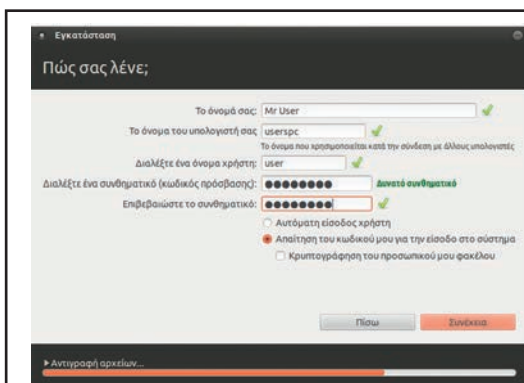 Εγκατάσταση
Πώς σας λένε;
Το όνομά σας: Mr User
Το όνομα του υπολογιστή σας userspc
Το όνομα που χρησιμοποιείται κατά την σύνδεση με άλλους υπολογιστές
Διαλέξτε ένα όνομα χρήστη: user
Διαλέξτε ένα συνθηματικό (κωδικός πρόσβασης): ●●●●●●●● Δυνατό συνθηματικό
Επιβεβαιώστε το συνθηματικό: ●●●●●●●●
Αυτόματη είσοδος χρήστη
Απαίτηση του κωδικού μου για την είσοδο στο σύστημα
Κρυπτογράφηση του προσωπικού μου φακέλου
Πίσω Συνέχεια
Αντιγραφή αρχείων...